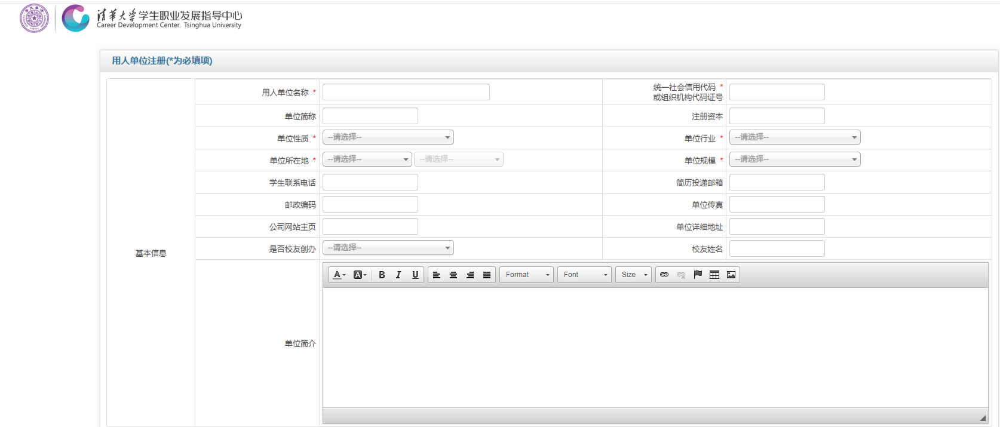 清华大学学生职业发展指导中心
Career Development Center, Tsinghua University
用人单位注册(*为必填项)
用人单位名称 *
统一社会信用代码 *
或组织机构代码证号
单位简称
注册资本
单位性质 *
--请选择--
单位行业 *
--请选择--
单位所在地 *
--请选择--
--请选择--
单位规模 *
--请选择--
学生联系电话
简历投递邮箱
邮政编码
单位传真
公司网站主页
单位详细地址
基本信息
是否校友创办
--请选择--
校友姓名
A A B I U Format Font Size
单位简介